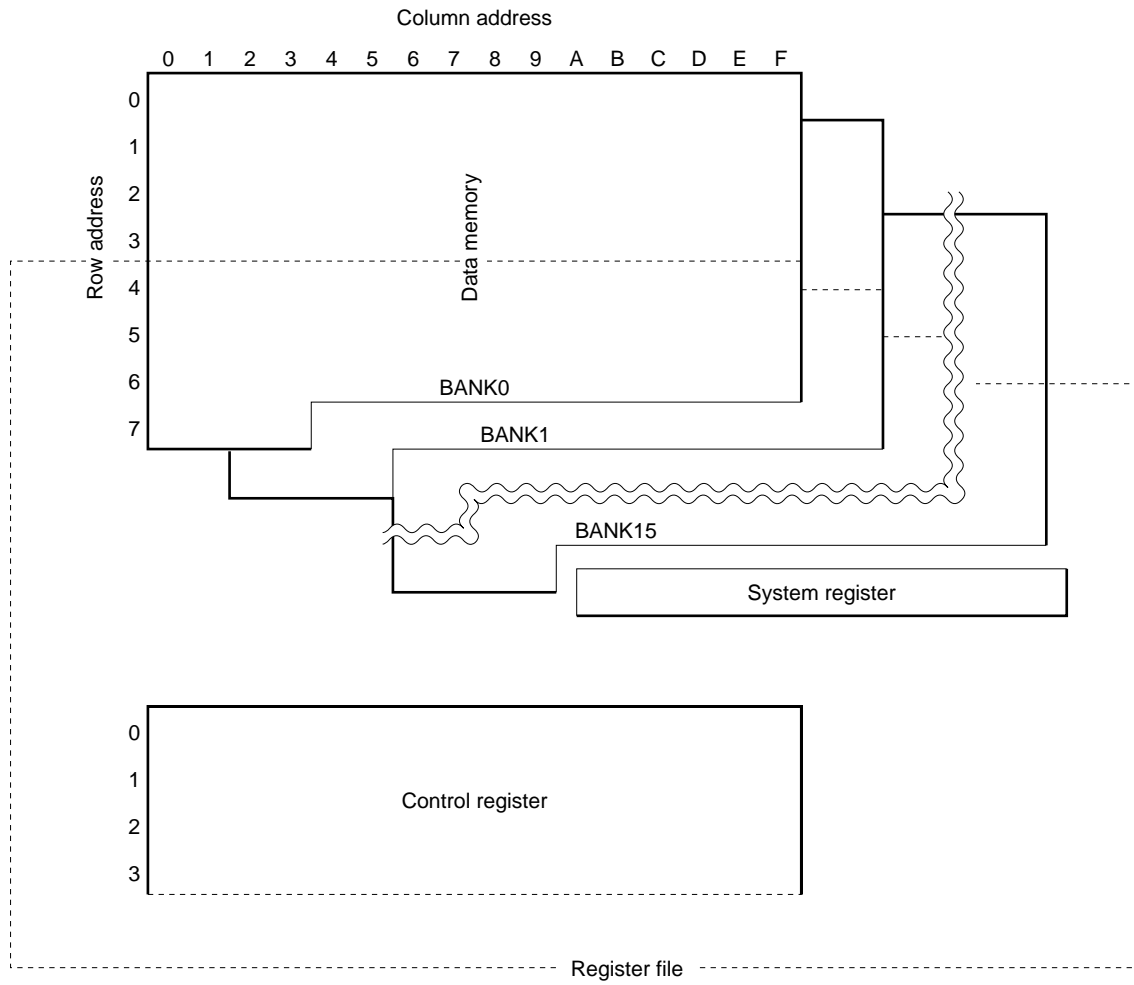 Column address
0 1 2 3 4 5 6 7 8 9 A B C D E F
Row address
0
1
2
3
4
5
6
7
Data memory
BANK0
BANK1
BANK15
System register
0
1
2
3
Control register
Register file